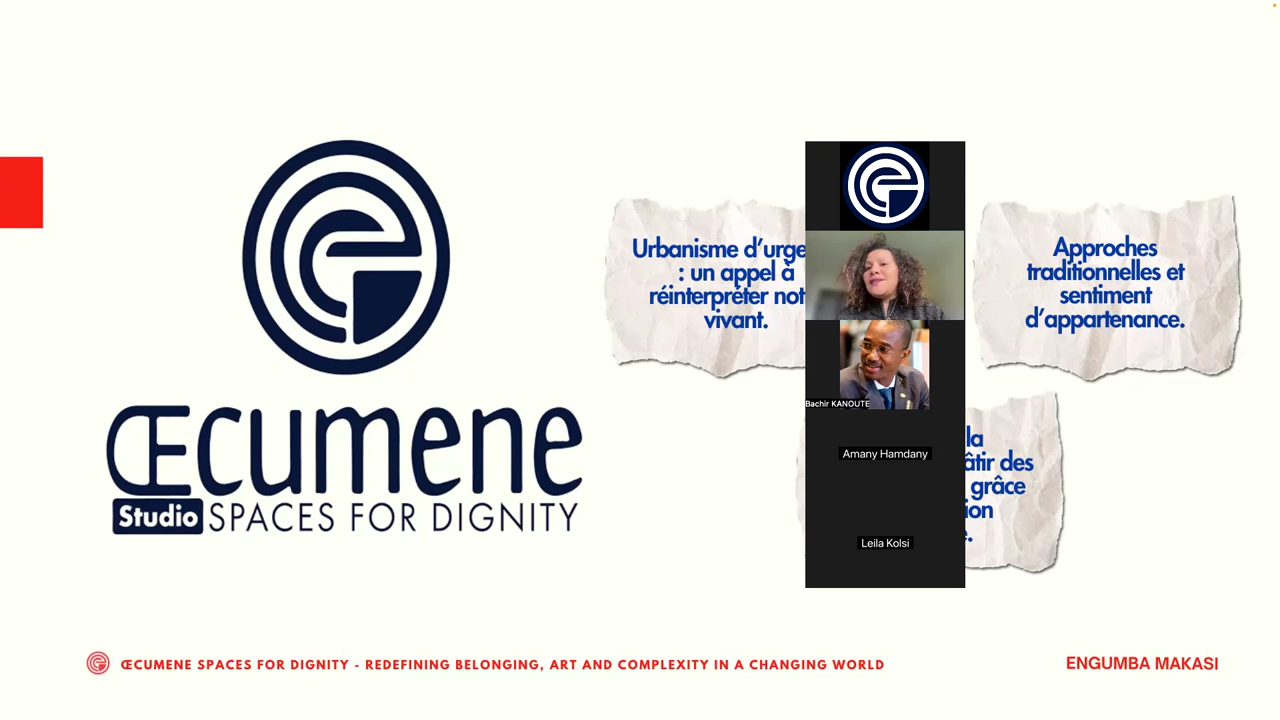 Œcumene
Studio SPACES FOR DIGNITY
Urbanisme d’urge
: un appel à
réinterpréter not
vivant.
Bachir KANOUTE
Amany Hamdany
Leila Kolsi
Approches
traditionnelles et
sentiment
d’appartenance.
la
âtir des
grâce
ion
ŒCUMENE SPACES FOR DIGNITY - REDEFINING BELONGING, ART AND COMPLEXITY IN A CHANGING WORLD
ENGUMBA MAKASI